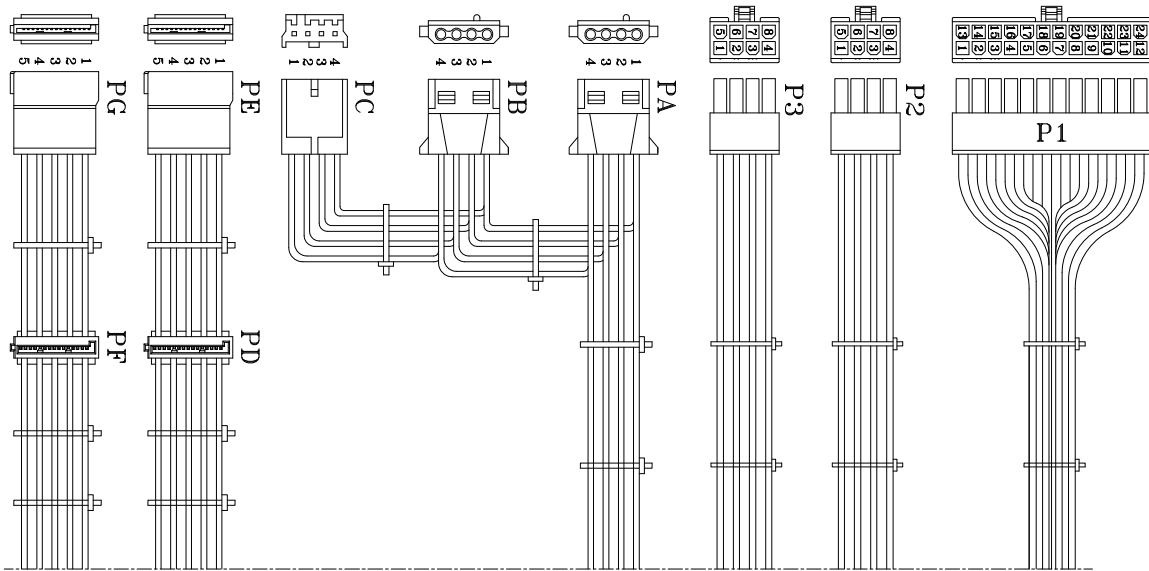 5 6 7 8
1 2 3 4
5 6 7 8
1 2 3 4
13 14 15 16 17 18 19 20 21 22 23 24
1 2 3 4 5 6 7 8 9 10 11 12
5 4 3 2 1
5 4 3 2 1
1 2 3 4
4 3 2 1
4 3 2 1
PG
PE
PC
PB
PA
P3
P2
P1
PF
PD